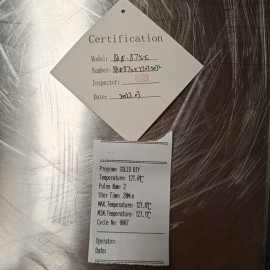 Certification
Model:
Number:
Inspector:
Date:
Program: SOLID DIY
Temperature: 121.0℃
Pulse Num: 2
Ster Time: 20Min
MAX.Temperature: 121.8℃
MIN.Temperature: 121.1℃
Cycle No: 0007
Operator:
Date: